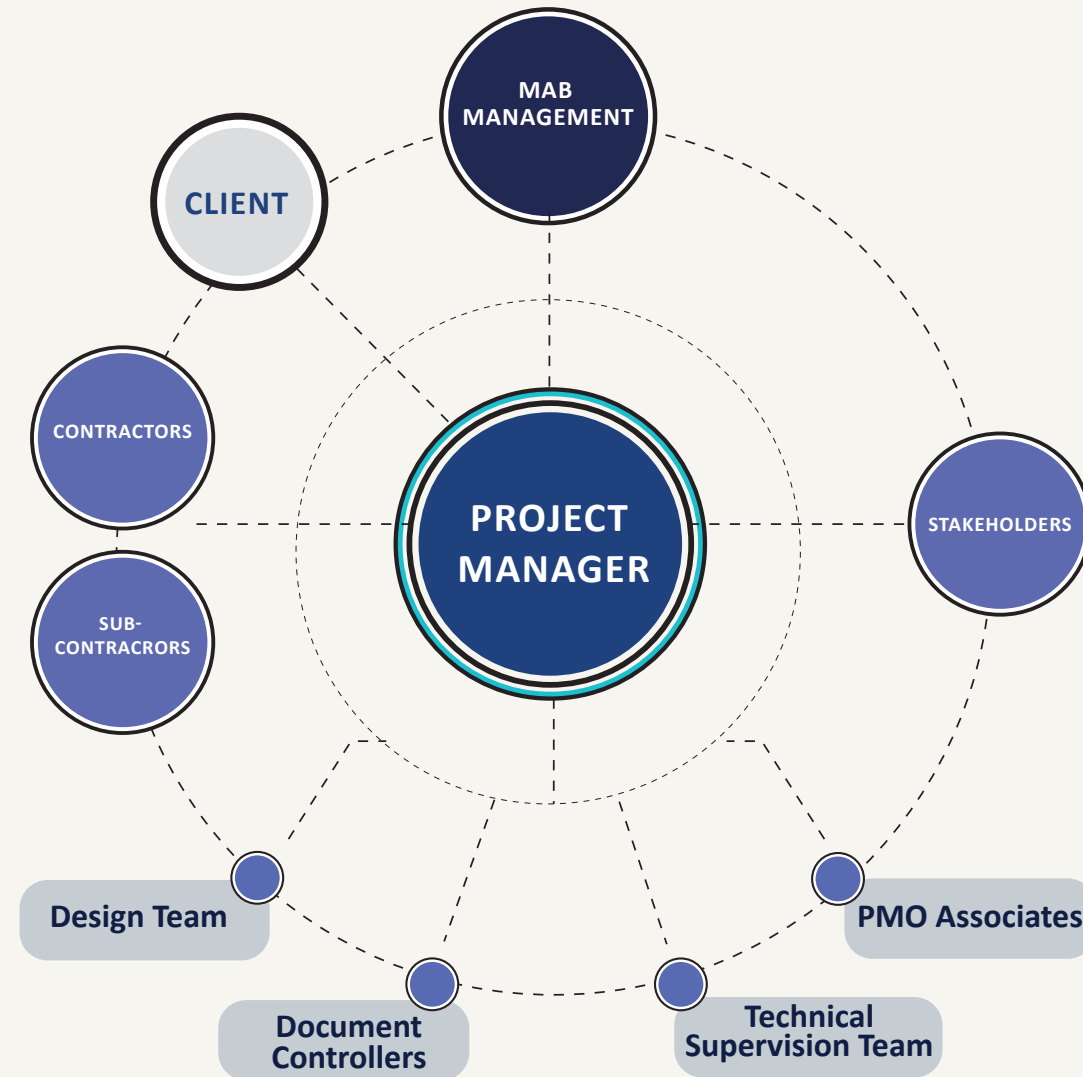 MAB
MANAGEMENT
CLIENT
CONTRACTORS
PROJECT
MANAGER
STAKEHOLDERS
SUB-
CONTRACRORS
Design Team
PMO Associates
Document
Controllers
Technical
Supervision Team